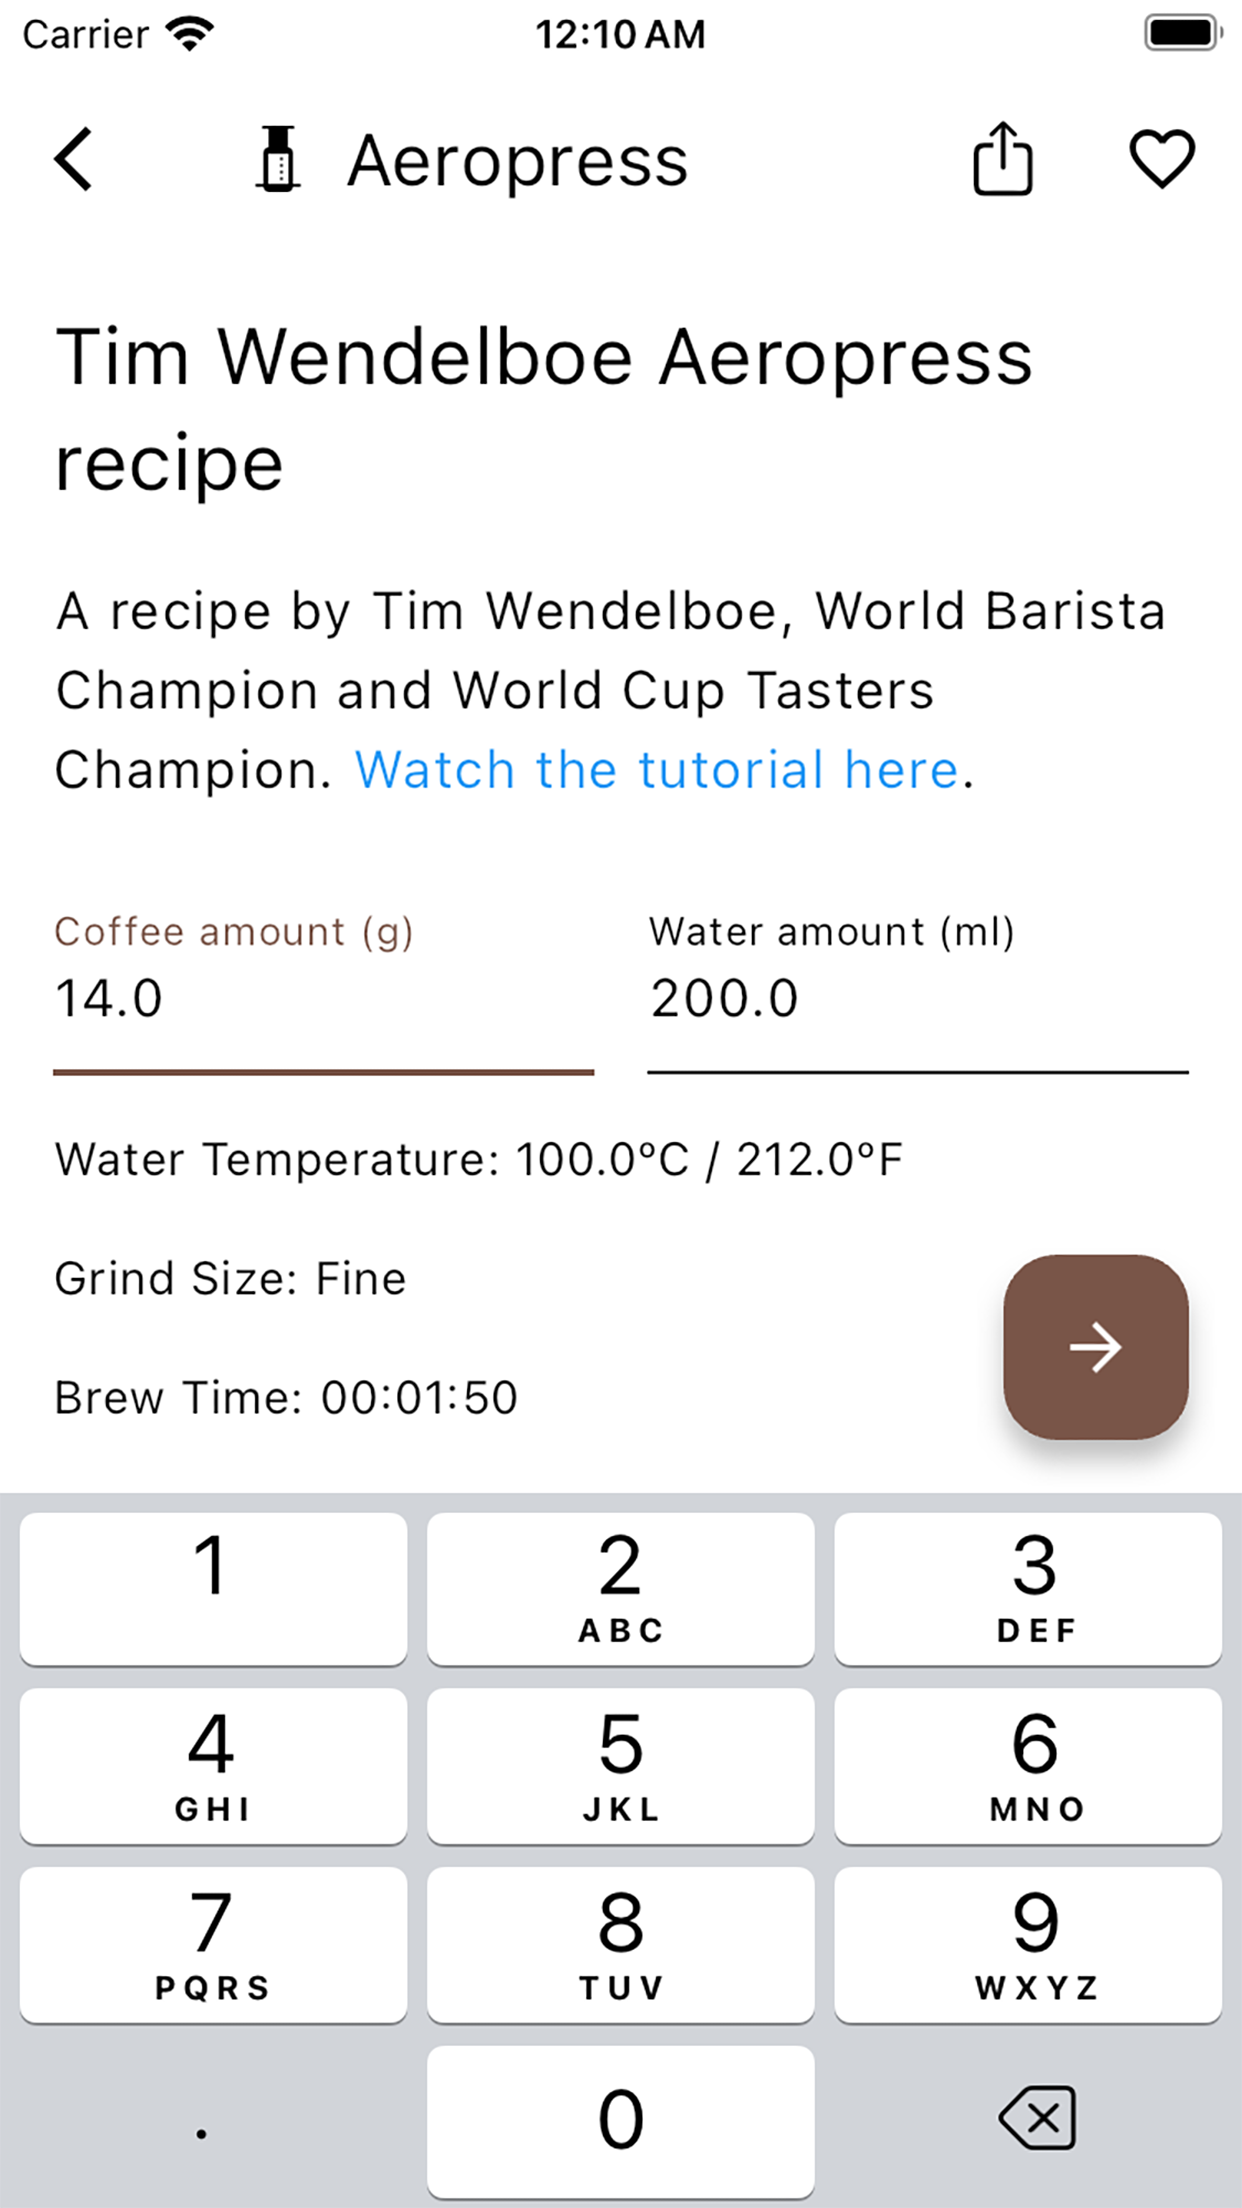 Carrier 12:10 AM
Aeropress
Tim Wendelboe Aeropress
recipe
A recipe by Tim Wendelboe, World Barista
Champion and World Cup Tasters
Champion. Watch the tutorial here.
Coffee amount (g) Water amount (ml)
14.0 200.0
Water Temperature: 100.0ºC / 212.0ºF
Grind Size: Fine
Brew Time: 00:01:50
1 2 3
ABC DEF
4 5 6
GHI JKL MNO
7 8 9
PQRS TUV WXYZ
. 0